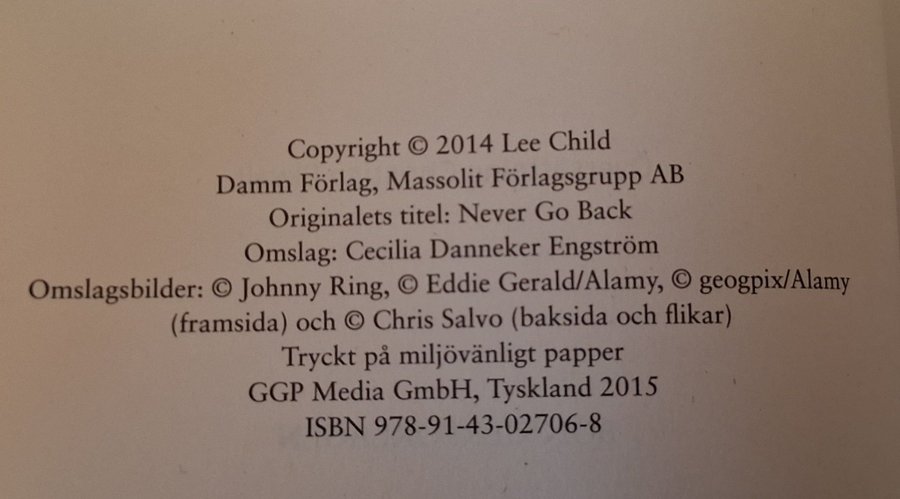 Copyright © 2014 Lee Child
Damm Förlag, Massolit Förlagsgrupp AB
Originalets titel: Never Go Back
Omslag: Cecilia Danneker Engström
Omslagsbilder: © Johnny Ring, © Eddie Gerald/Alamy, © geogpix/Alamy
(framsida) och © Chris Salvo (baksida och flikar)
Tryckt på miljövänligt papper
GGP Media GmbH, Tyskland 2015
ISBN 978-91-43-02706-8